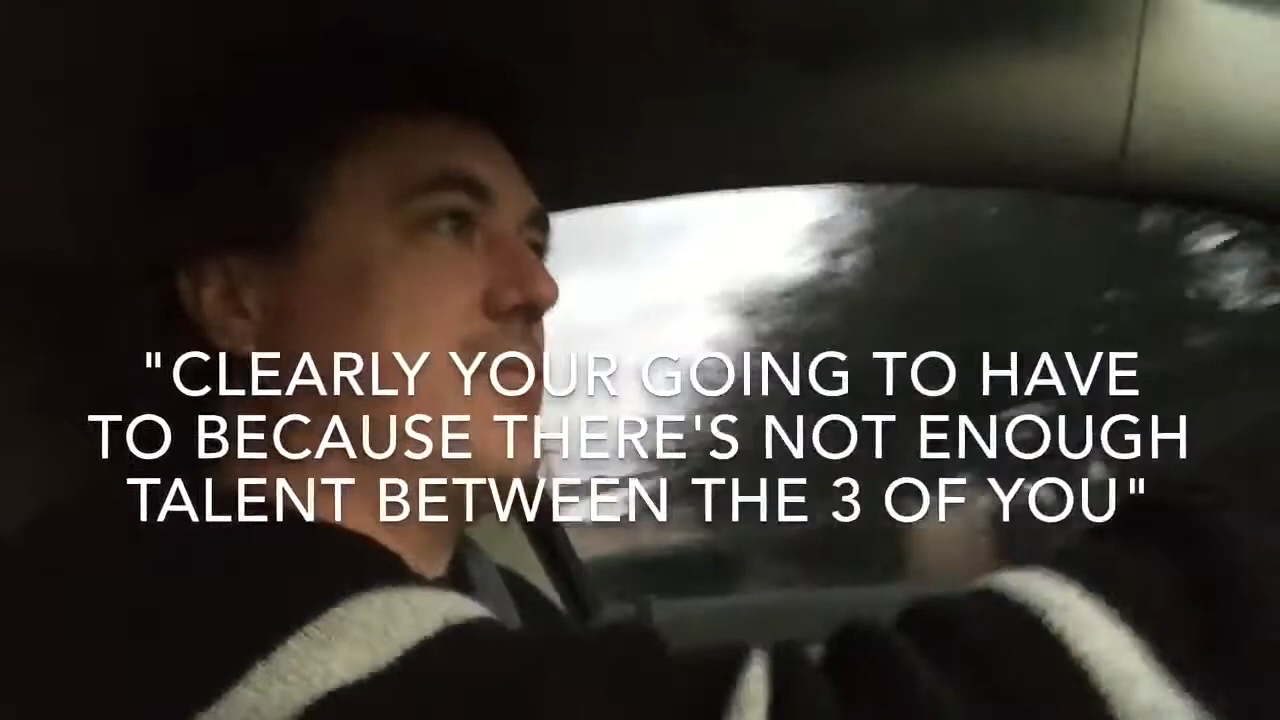 "CLEARLY YOUR GOING TO HAVE
TO BECAUSE THERE'S NOT ENOUGH
TALENT BETWEEN THE 3 OF YOU"